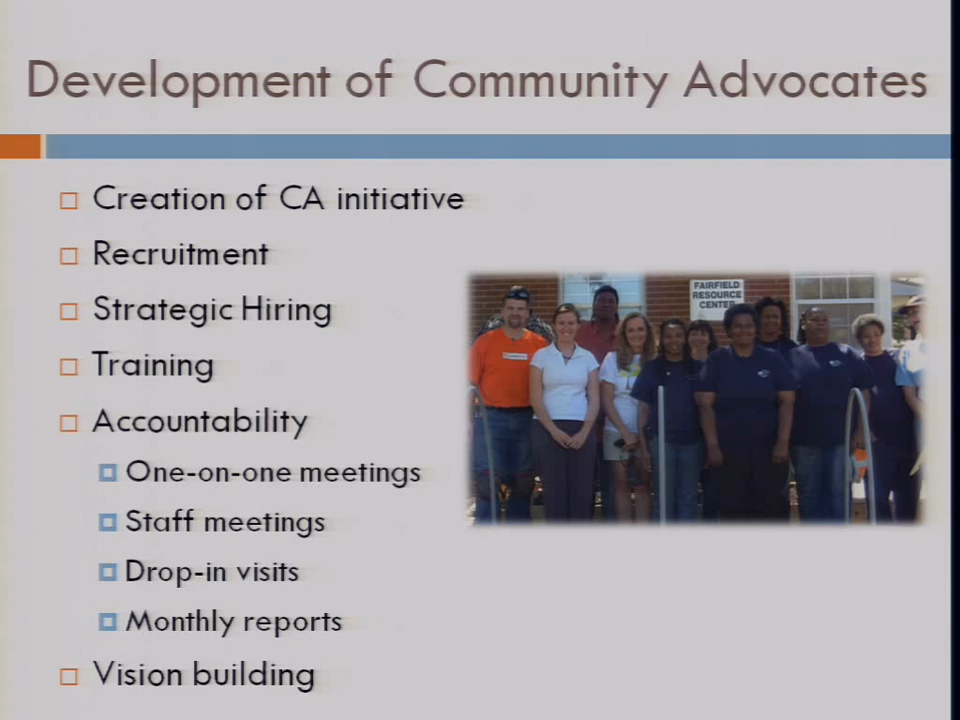 Development of Community Advocates
Creation of CA initiative
Recruitment
Strategic Hiring
Training
Accountability
One-on-one meetings
Staff meetings
Drop-in visits
Monthly reports
Vision building
FAIRFIELD
RESOURCE
CENTER